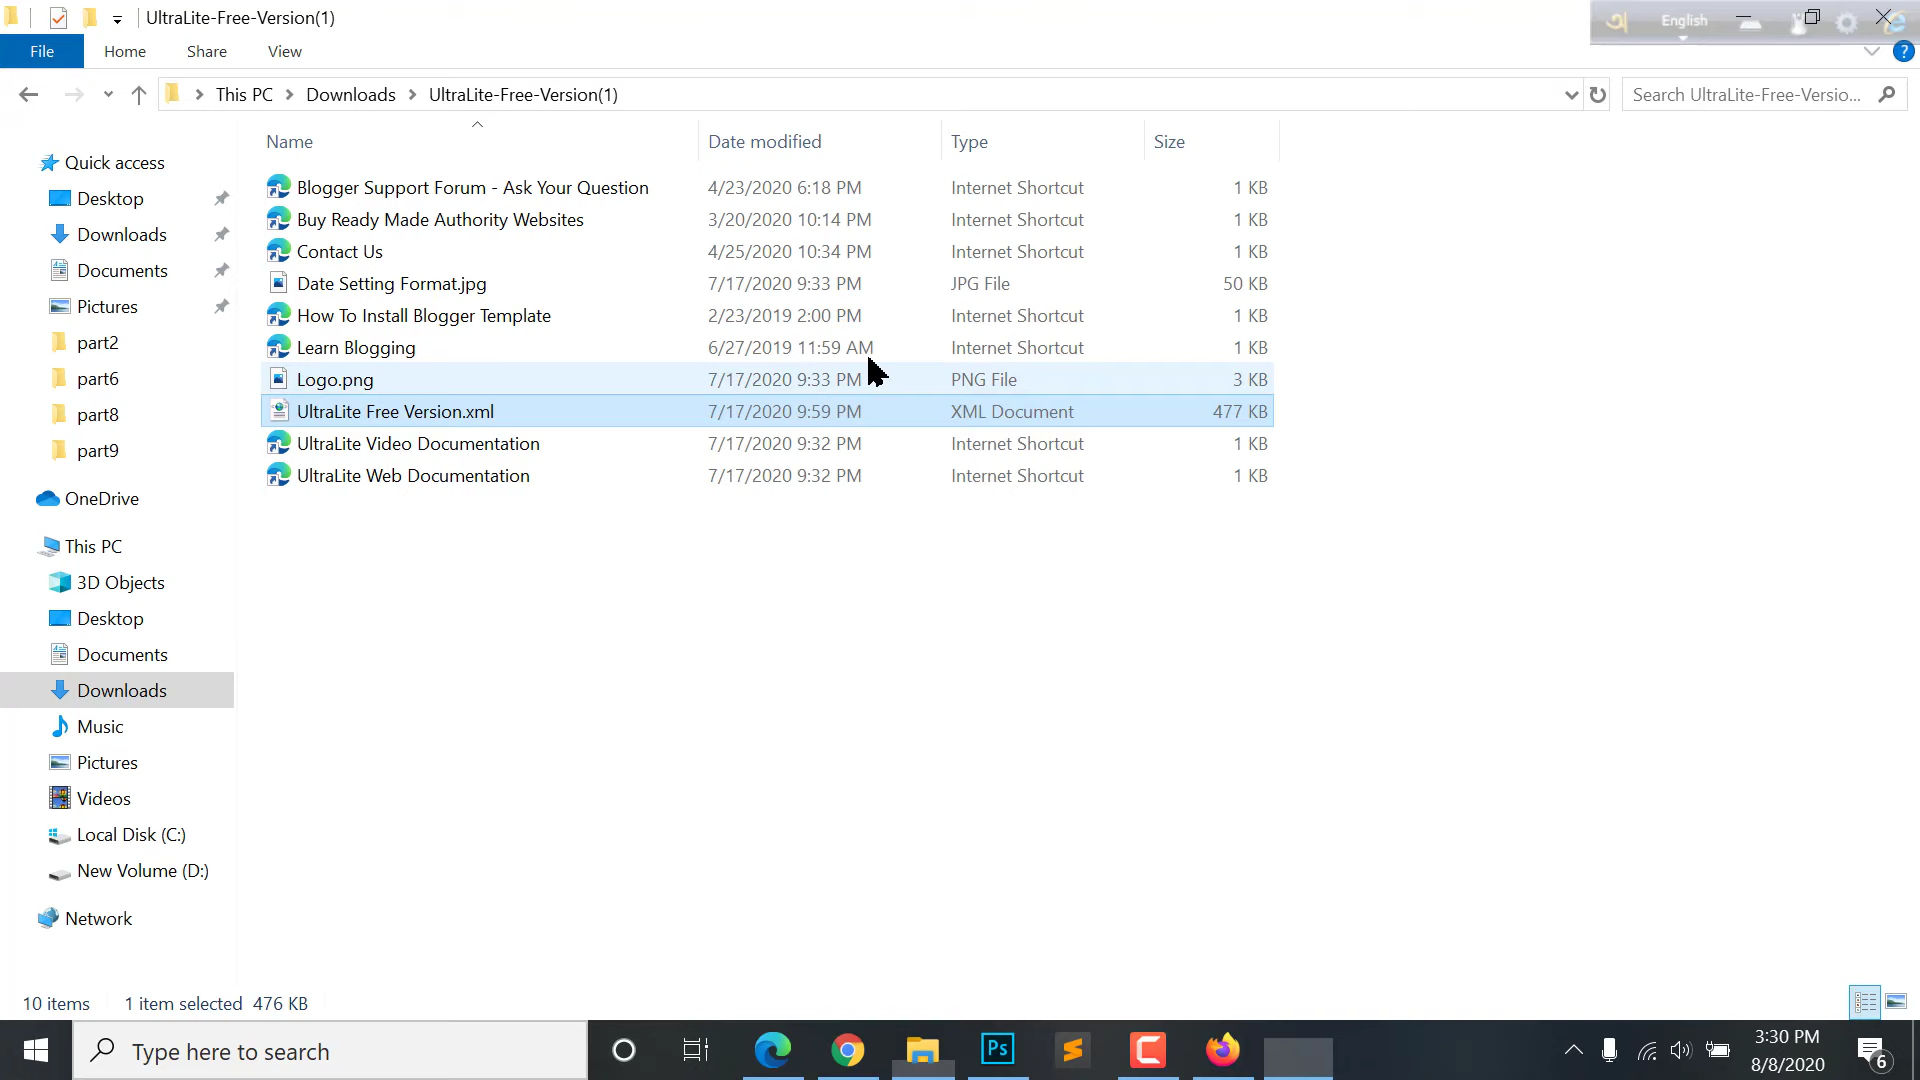 UltraLite-Free-Version(1)
English
File Home Share View
?
This PC Downloads UltraLite-Free-Version(1)
Search UltraLite-Free-Versio...
Name Date modified Type Size
Blogger Support Forum - Ask Your Question 4/23/2020 6:18 PM Internet Shortcut 1 KB
Buy Ready Made Authority Websites 3/20/2020 10:14 PM Internet Shortcut 1 KB
Contact Us 4/25/2020 10:34 PM Internet Shortcut 1 KB
Date Setting Format.jpg 7/17/2020 9:33 PM JPG File 50 KB
How To Install Blogger Template 2/23/2019 2:00 PM Internet Shortcut 1 KB
Learn Blogging 6/27/2019 11:59 AM Internet Shortcut 1 KB
Logo.png 7/17/2020 9:33 PM PNG File 3 KB
UltraLite Free Version.xml 7/17/2020 9:59 PM XML Document 477 KB
UltraLite Video Documentation 7/17/2020 9:32 PM Internet Shortcut 1 KB
UltraLite Web Documentation 7/17/2020 9:32 PM Internet Shortcut 1 KB
Quick access
Desktop
Downloads
Documents
Pictures
part2
part6
part8
part9
OneDrive
This PC
3D Objects
Desktop
Documents
Downloads
Music
Pictures
Videos
Local Disk (C:)
New Volume (D:)
Network
10 items 1 item selected 476 KB
Type here to search
Ps
3:30 PM
8/8/2020
6